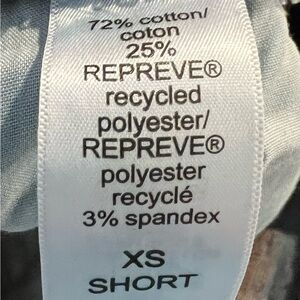 72% cotton/
coton
25%
REPREVE®
recycled
polyester/
REPREVE®
polyester
recyclé
3% spandex
XS
SHORT